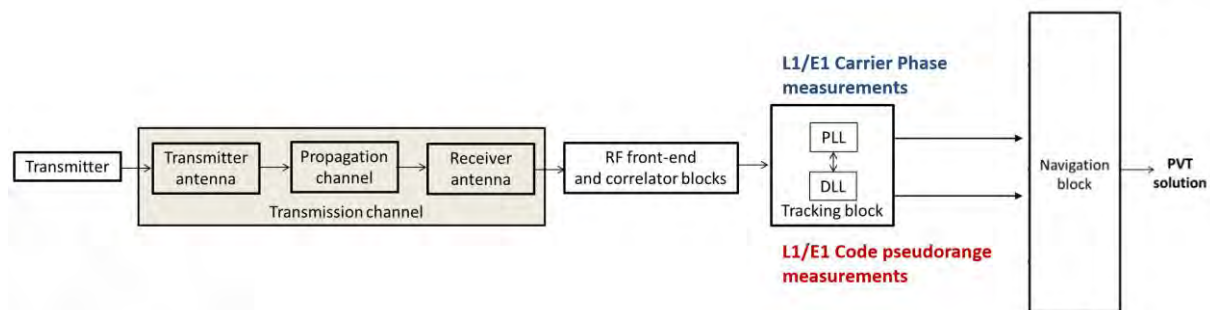 L1/E1 Carrier Phase
measurements
Transmitter
Transmitter
antenna
Propagation
channel
Receiver
antenna
Transmission channel
RF front-end
and correlator blocks
PLL
DLL
Tracking block
L1/E1 Code pseudorange
measurements
Navigation
block
PVT
solution